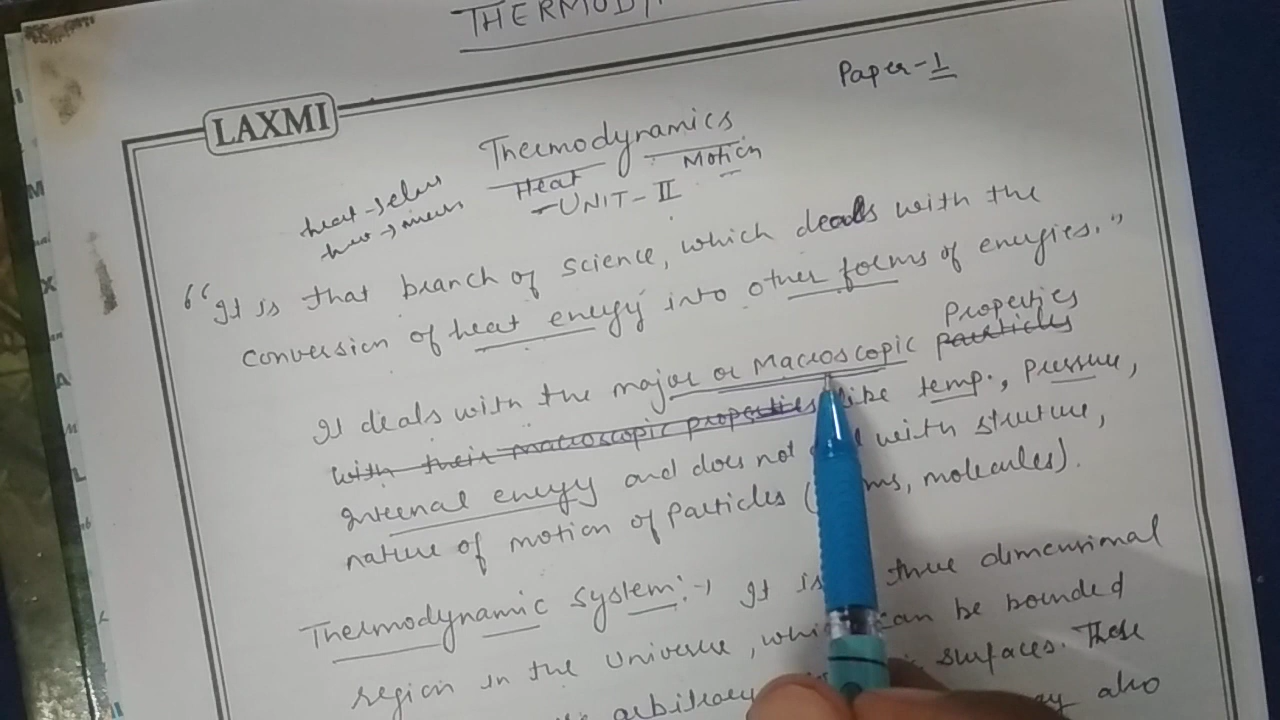 THERMODY
LAXMI
Paper-1
Thermodynamics
Heat Motion
-UNIT-II
"It is that branch of science, which deals with the
conversion of heat energy into other forms of energies."
Properties
It deals with the major or Macroscopic particles
with their macroscopic properties like temp., pressure,
internal energy and does not with structure,
nature of motion of particles ( ms, molecules).
Thermodynamic system:→ It is three dimensional
region in the Universe, which can be bounded
arbitrary surfaces. These
may also